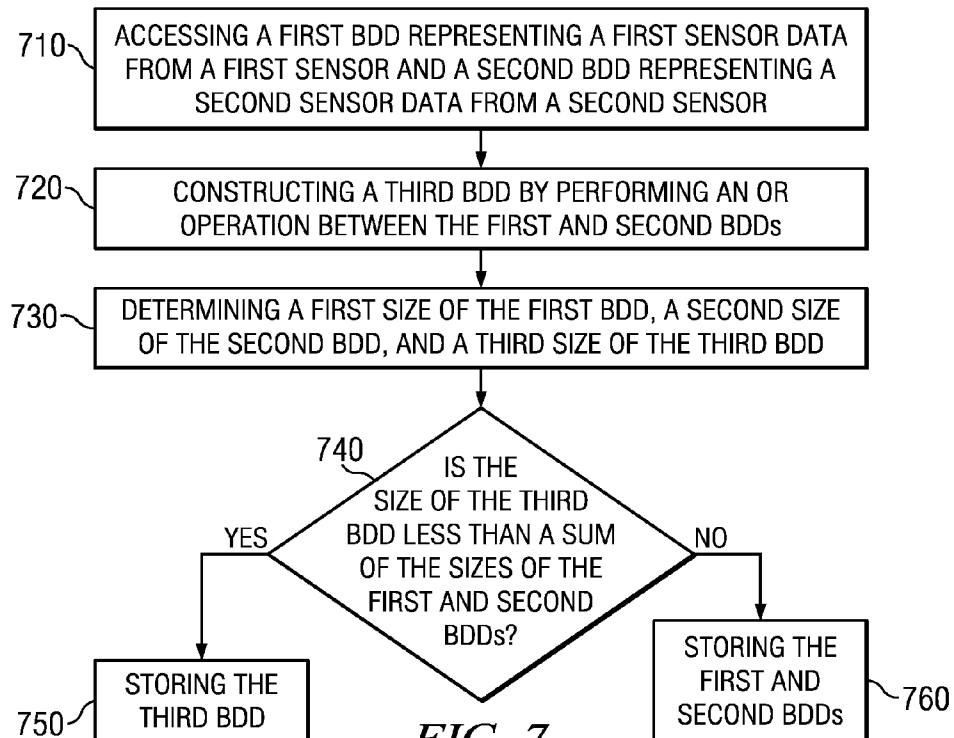 710
ACCESSING A FIRST BDD REPRESENTING A FIRST SENSOR DATA
FROM A FIRST SENSOR AND A SECOND BDD REPRESENTING A
SECOND SENSOR DATA FROM A SECOND SENSOR
720
CONSTRUCTING A THIRD BDD BY PERFORMING AN OR
OPERATION BETWEEN THE FIRST AND SECOND BDDs
730
DETERMINING A FIRST SIZE OF THE FIRST BDD, A SECOND SIZE
OF THE SECOND BDD, AND A THIRD SIZE OF THE THIRD BDD
740
IS THE
SIZE OF THE THIRD
BDD LESS THAN A SUM
OF THE SIZES OF THE
FIRST AND SECOND
BDDs?
YES
NO
STORING THE
THIRD BDD
750
STORING THE
FIRST AND
SECOND BDDs
760
FIG. 7